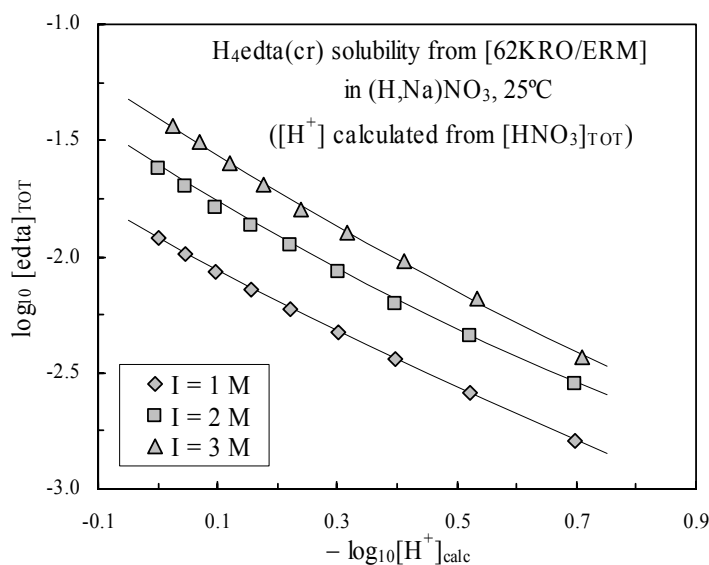 H₄edta(cr) solubility from [62KRO/ERM]
in (H,Na)NO₃, 25ºC
([H⁺] calculated from [HNO₃]TOT)
log₁₀ [edta]TOT
-1.0
-1.5
-2.0
-2.5
-3.0
I = 1 M
I = 2 M
I = 3 M
-0.1 0.1 0.3 0.5 0.7 0.9
– log₁₀[H⁺]calc